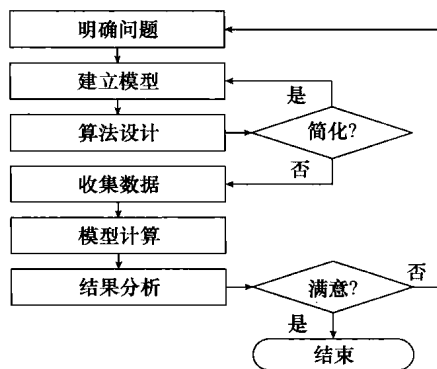 明确问题
建立模型
是
算法设计
简化?
否
收集数据
模型计算
结果分析
满意?
否
是
结束